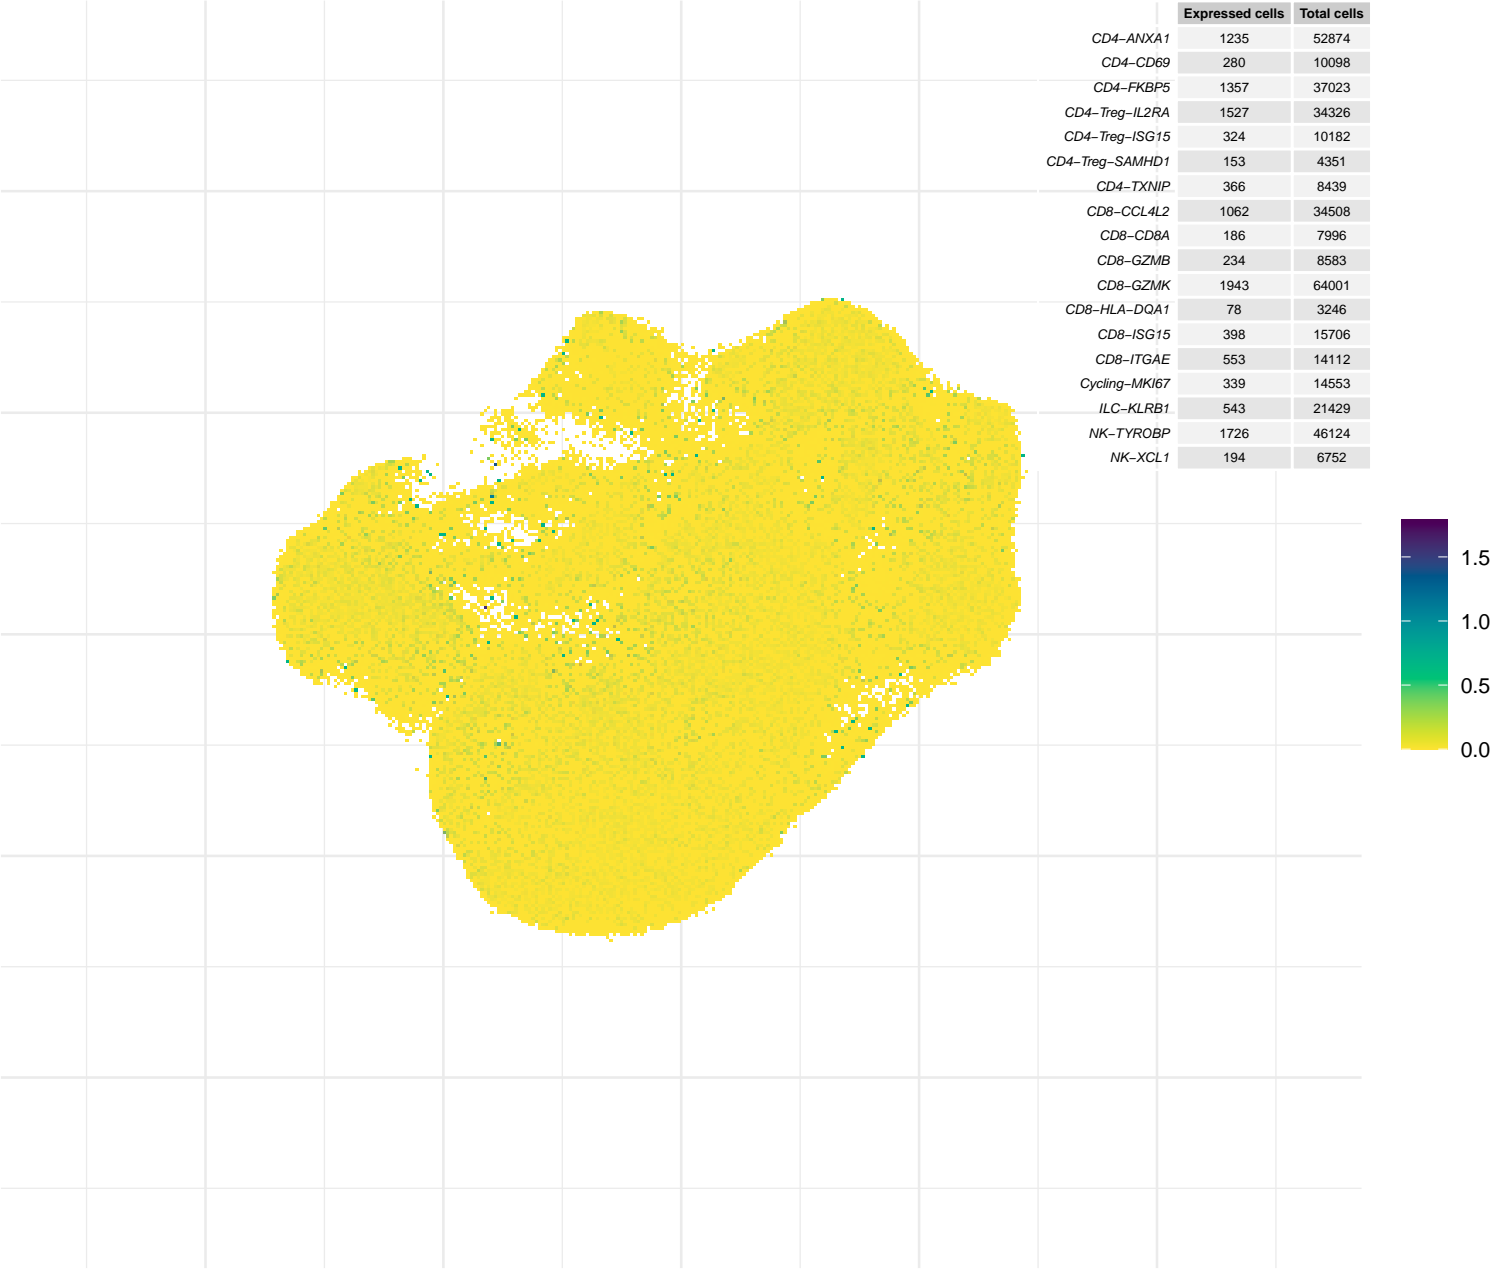 Expressed cells Total cells
CD4−ANXA1 1235 52874
CD4−CD69 280 10098
CD4−FKBP5 1357 37023
CD4−Treg−IL2RA 1527 34326
CD4−Treg−ISG15 324 10182
CD4−Treg−SAMHD1 153 4351
CD4−TXNIP 366 8439
CD8−CCL4L2 1062 34508
CD8−CD8A 186 7996
CD8−GZMB 234 8583
CD8−GZMK 1943 64001
CD8−HLA−DQA1 78 3246
CD8−ISG15 398 15706
CD8−ITGAE 553 14112
Cycling−MKI67 339 14553
ILC−KLRB1 543 21429
NK−TYROBP 1726 46124
NK−XCL1 194 6752
1.5
1.0
0.5
0.0